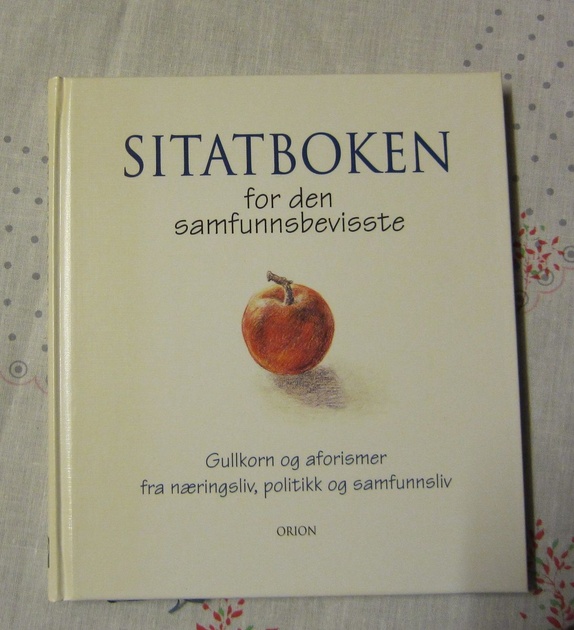 SITATBOKEN
for den
samfunnsbevisste
Gullkorn og aforismer
fra næringsliv, politikk og samfunnsliv
ORION